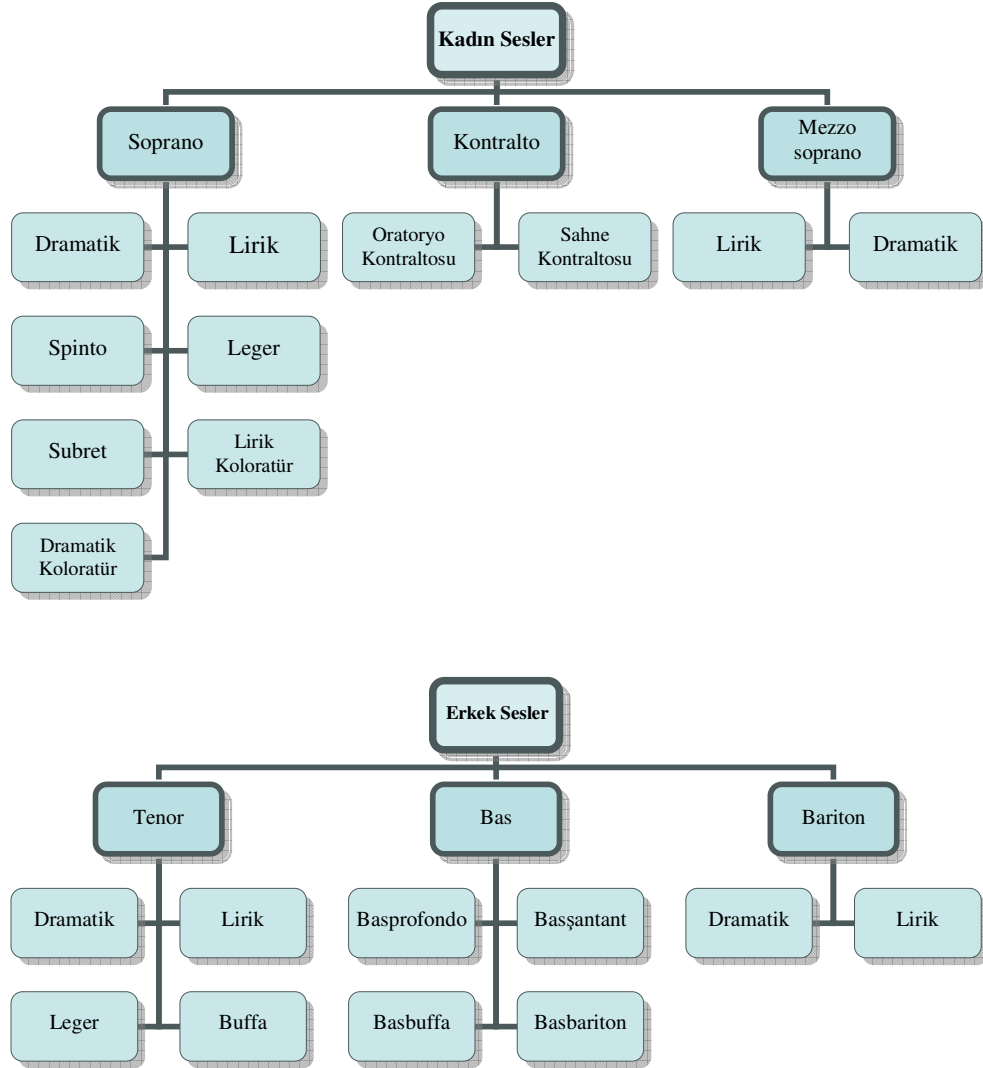 Kadın Sesler
Soprano
Kontralto
Mezzo
soprano
Dramatik
Lirik
Oratoryo
Kontraltosu
Sahne
Kontraltosu
Lirik
Dramatik
Spinto
Leger
Subret
Lirik
Koloratür
Dramatik
Koloratür
Erkek Sesler
Tenor
Bas
Bariton
Dramatik
Lirik
Basprofondo
Basşantant
Dramatik
Lirik
Leger
Buffa
Basbuffa
Basbariton